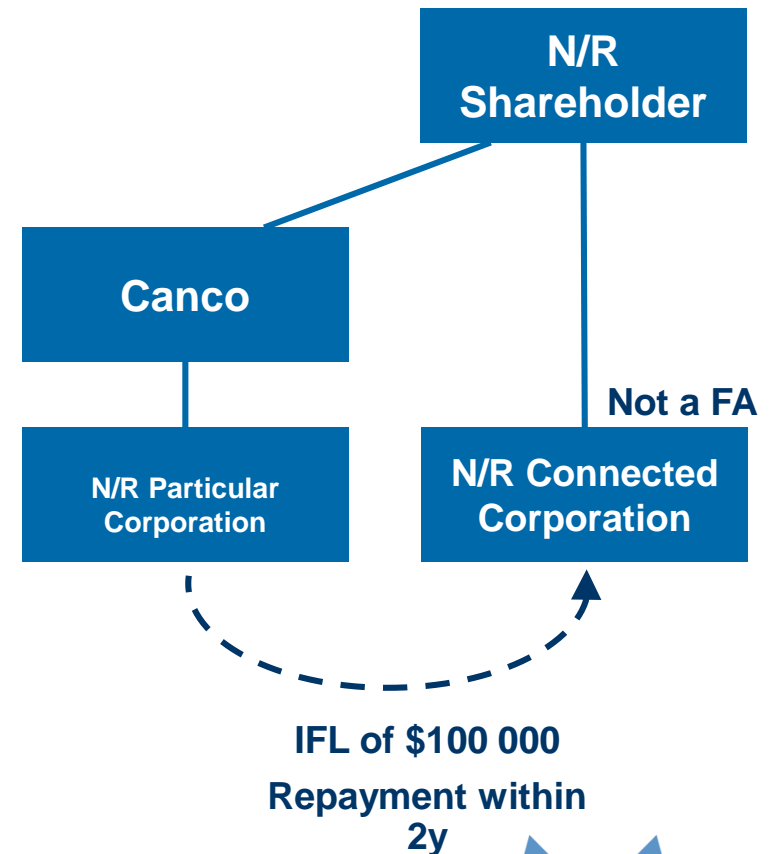 N/R
Shareholder
Canco
Not a FA
N/R Particular
Corporation
N/R Connected
Corporation
IFL of $100 000
Repayment within
2y